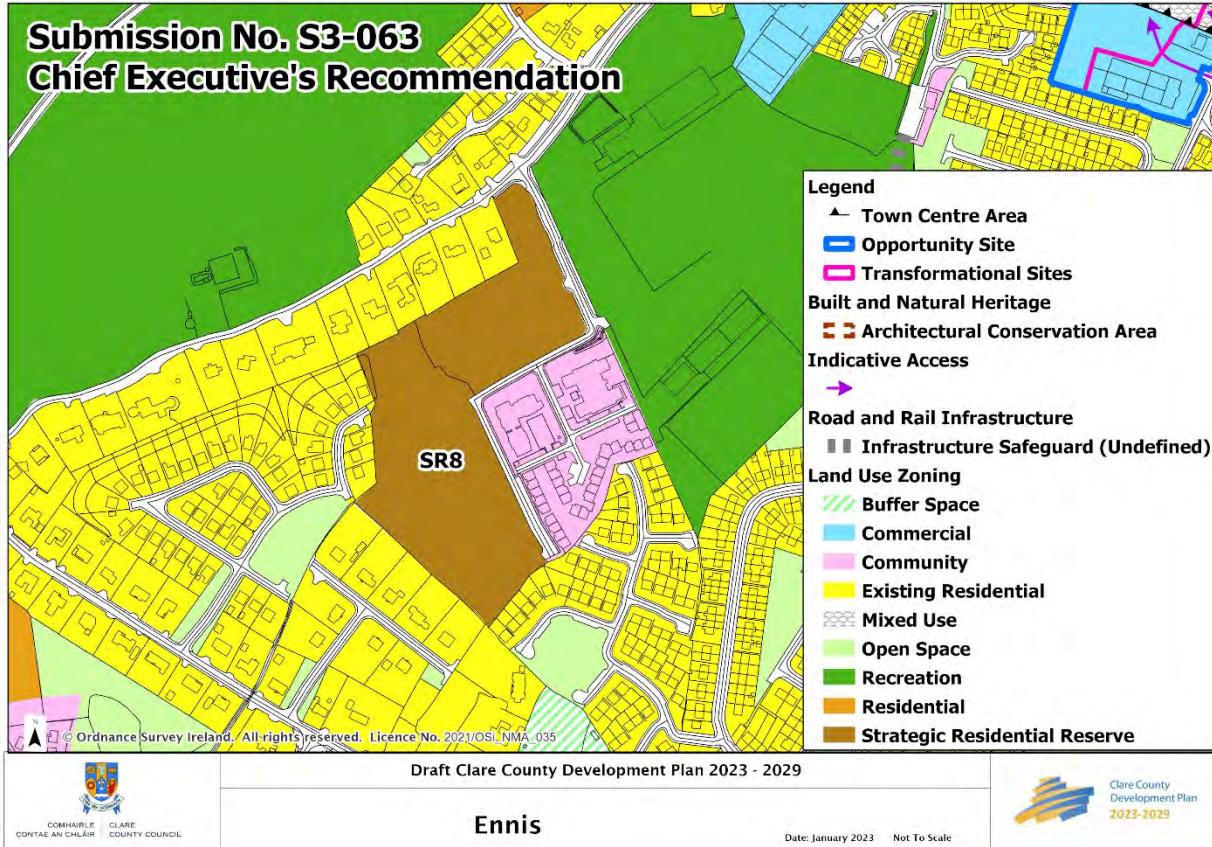 Submission No. S3-063
Chief Executive's Recommendation
SR8
Legend
Town Centre Area
Opportunity Site
Transformational Sites
Built and Natural Heritage
Architectural Conservation Area
Indicative Access
Road and Rail Infrastructure
Infrastructure Safeguard (Undefined)
Land Use Zoning
Buffer Space
Commercial
Community
Existing Residential
Mixed Use
Open Space
Recreation
Residential
Strategic Residential Reserve
N
© Ordnance Survey Ireland. All rights reserved. Licence No. 2021/OSi_NMA_035
COMHAIRLE CONTAE AN CHLÁIR
CLARE COUNTY COUNCIL
Draft Clare County Development Plan 2023 - 2029
Ennis
Date: January 2023 Not To Scale
Clare County
Development Plan
2023-2029